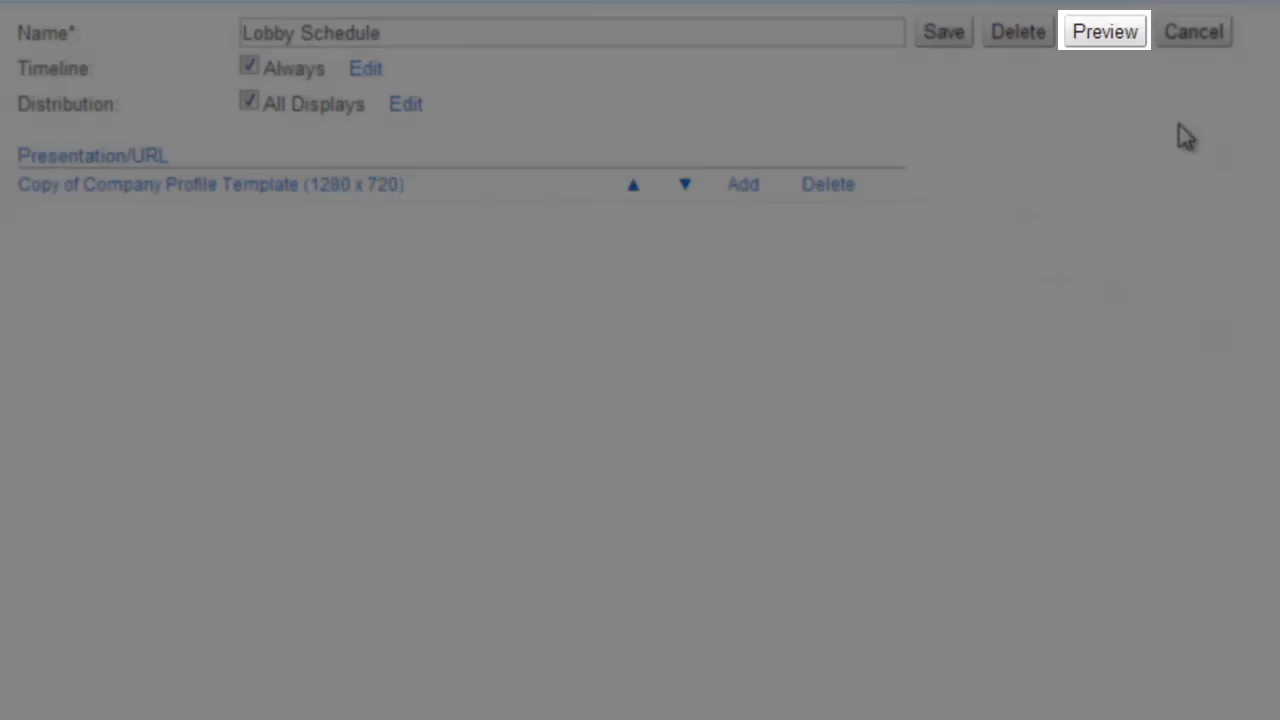 Name*: Lobby Schedule Save Delete Preview Cancel
Timeline: Always Edit
Distribution: All Displays Edit
Presentation/URL
Copy of Company Profile Template (1280 x 720) ▲ ▼ Add Delete